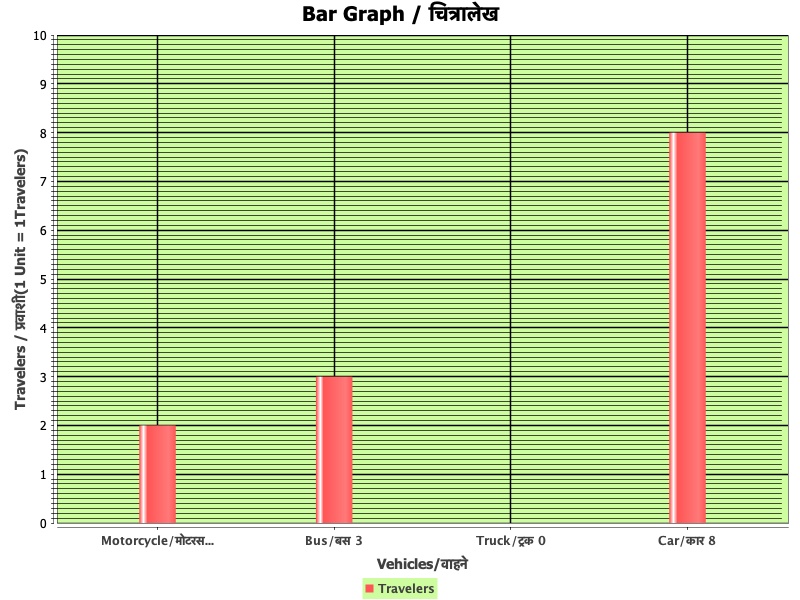 Bar Graph / चित्रालेख
Travelers / प्रवाशी(1 Unit = 1Travelers)
10
9
8
7
6
5
4
3
2
1
0
Motorcycle/मोटरस... Bus/बस 3 Truck/ट्रक 0 Car/कार 8
Vehicles/वाहने
Travelers